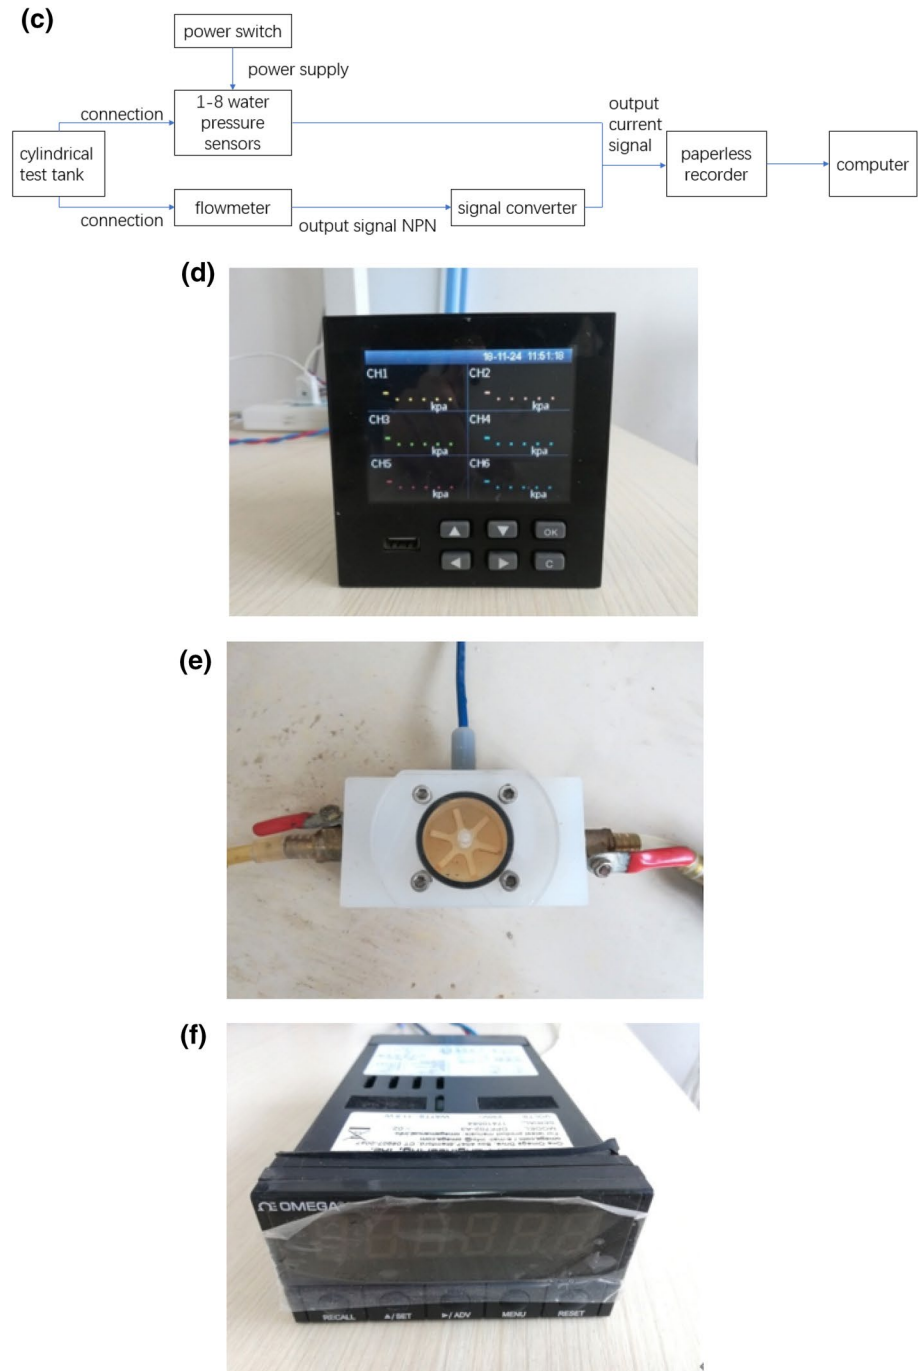 (c)
power switch
power supply
connection
1-8 water
pressure
sensors
output
current
signal
cylindrical
test tank
paperless
recorder
computer
connection
flowmeter
output signal NPN
signal converter
(d)
18-11-24 11:51:18
CH1
CH2
kpa
kpa
CH3
CH4
kpa
kpa
CH5
CH6
kpa
kpa
OK
C
(e)
(f)
OMEGA
RECALL
▲/SET
►/ADV
MENU
RESET